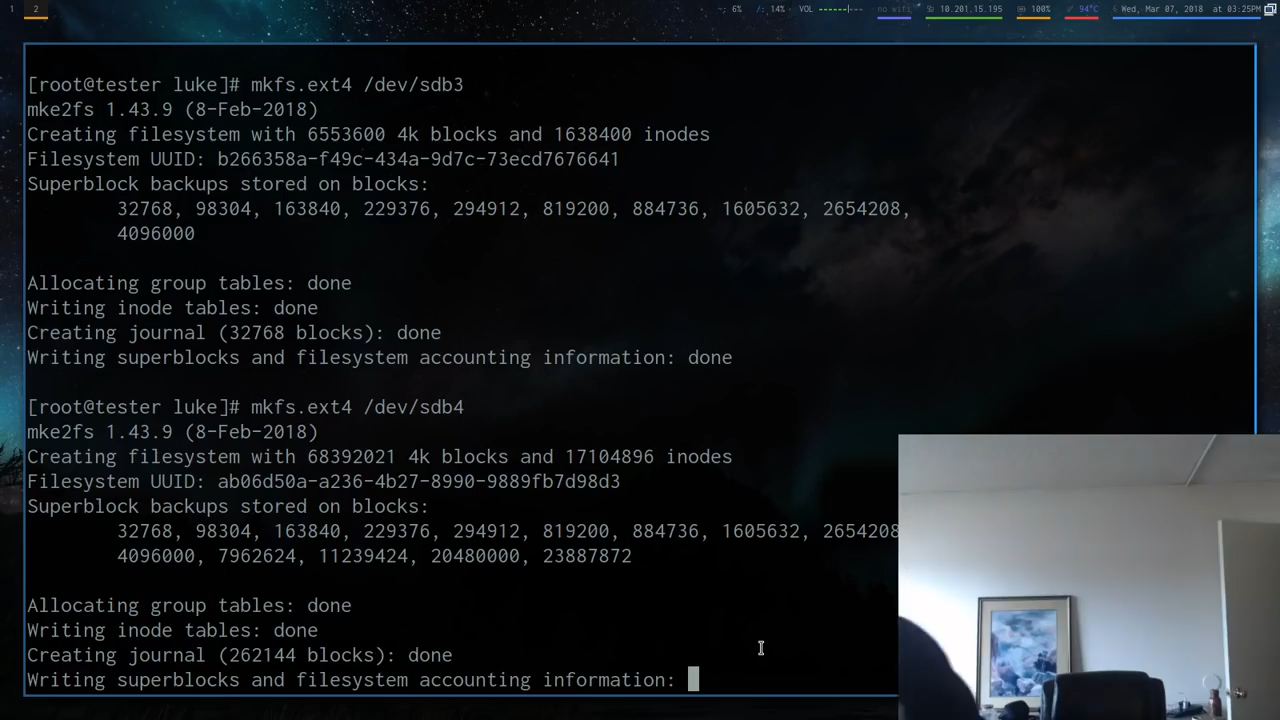 1 2 6% 14% VOL no wifi 10.201.15.195 100% 94°C Wed, Mar 07, 2018 at 03:25PM
[root@tester luke]# mkfs.ext4 /dev/sdb3
mke2fs 1.43.9 (8-Feb-2018)
Creating filesystem with 6553600 4k blocks and 1638400 inodes
Filesystem UUID: b266358a-f49c-434a-9d7c-73ecd7676641
Superblock backups stored on blocks:
32768, 98304, 163840, 229376, 294912, 819200, 884736, 1605632, 2654208,
4096000
Allocating group tables: done
Writing inode tables: done
Creating journal (32768 blocks): done
Writing superblocks and filesystem accounting information: done
[root@tester luke]# mkfs.ext4 /dev/sdb4
mke2fs 1.43.9 (8-Feb-2018)
Creating filesystem with 68392021 4k blocks and 17104896 inodes
Filesystem UUID: ab06d50a-a236-4b27-8990-9889fb7d98d3
Superblock backups stored on blocks:
32768, 98304, 163840, 229376, 294912, 819200, 884736, 1605632, 2654208
4096000, 7962624, 11239424, 20480000, 23887872
Allocating group tables: done
Writing inode tables: done
Creating journal (262144 blocks): done
Writing superblocks and filesystem accounting information: